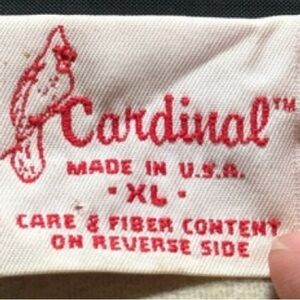 Cardinal™
MADE IN U.S.A.
· XL ·
CARE & FIBER CONTENT
ON REVERSE SIDE